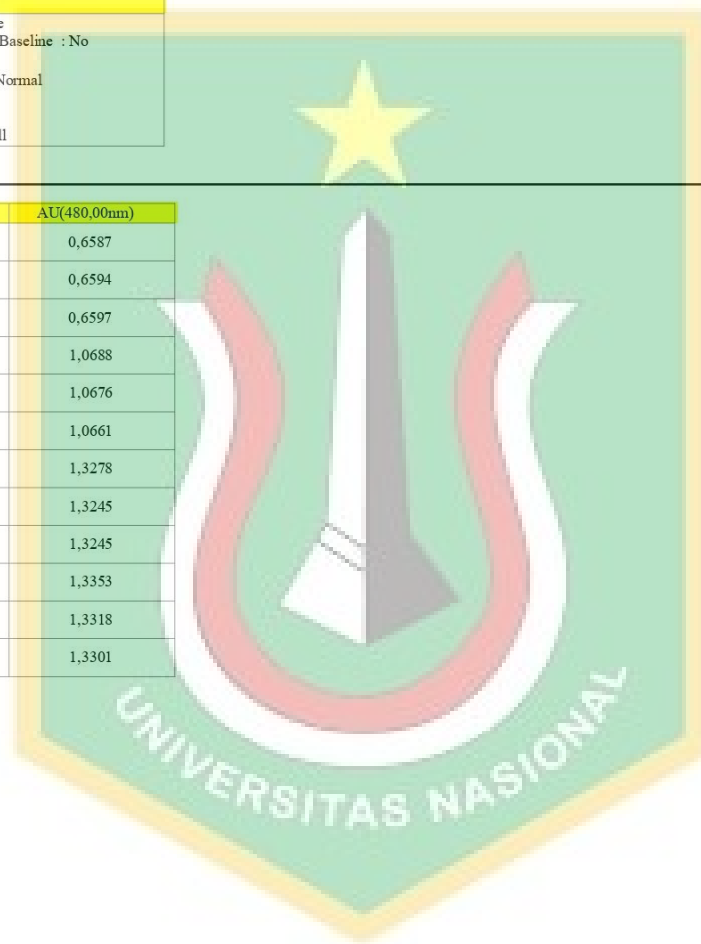 e
Baseline : No
Normal
ll
AU(480,00nm)
0,6587
0,6594
0,6597
1,0688
1,0676
1,0661
1,3278
1,3245
1,3245
1,3353
1,3318
1,3301
UNIVERSITAS NASIONAL